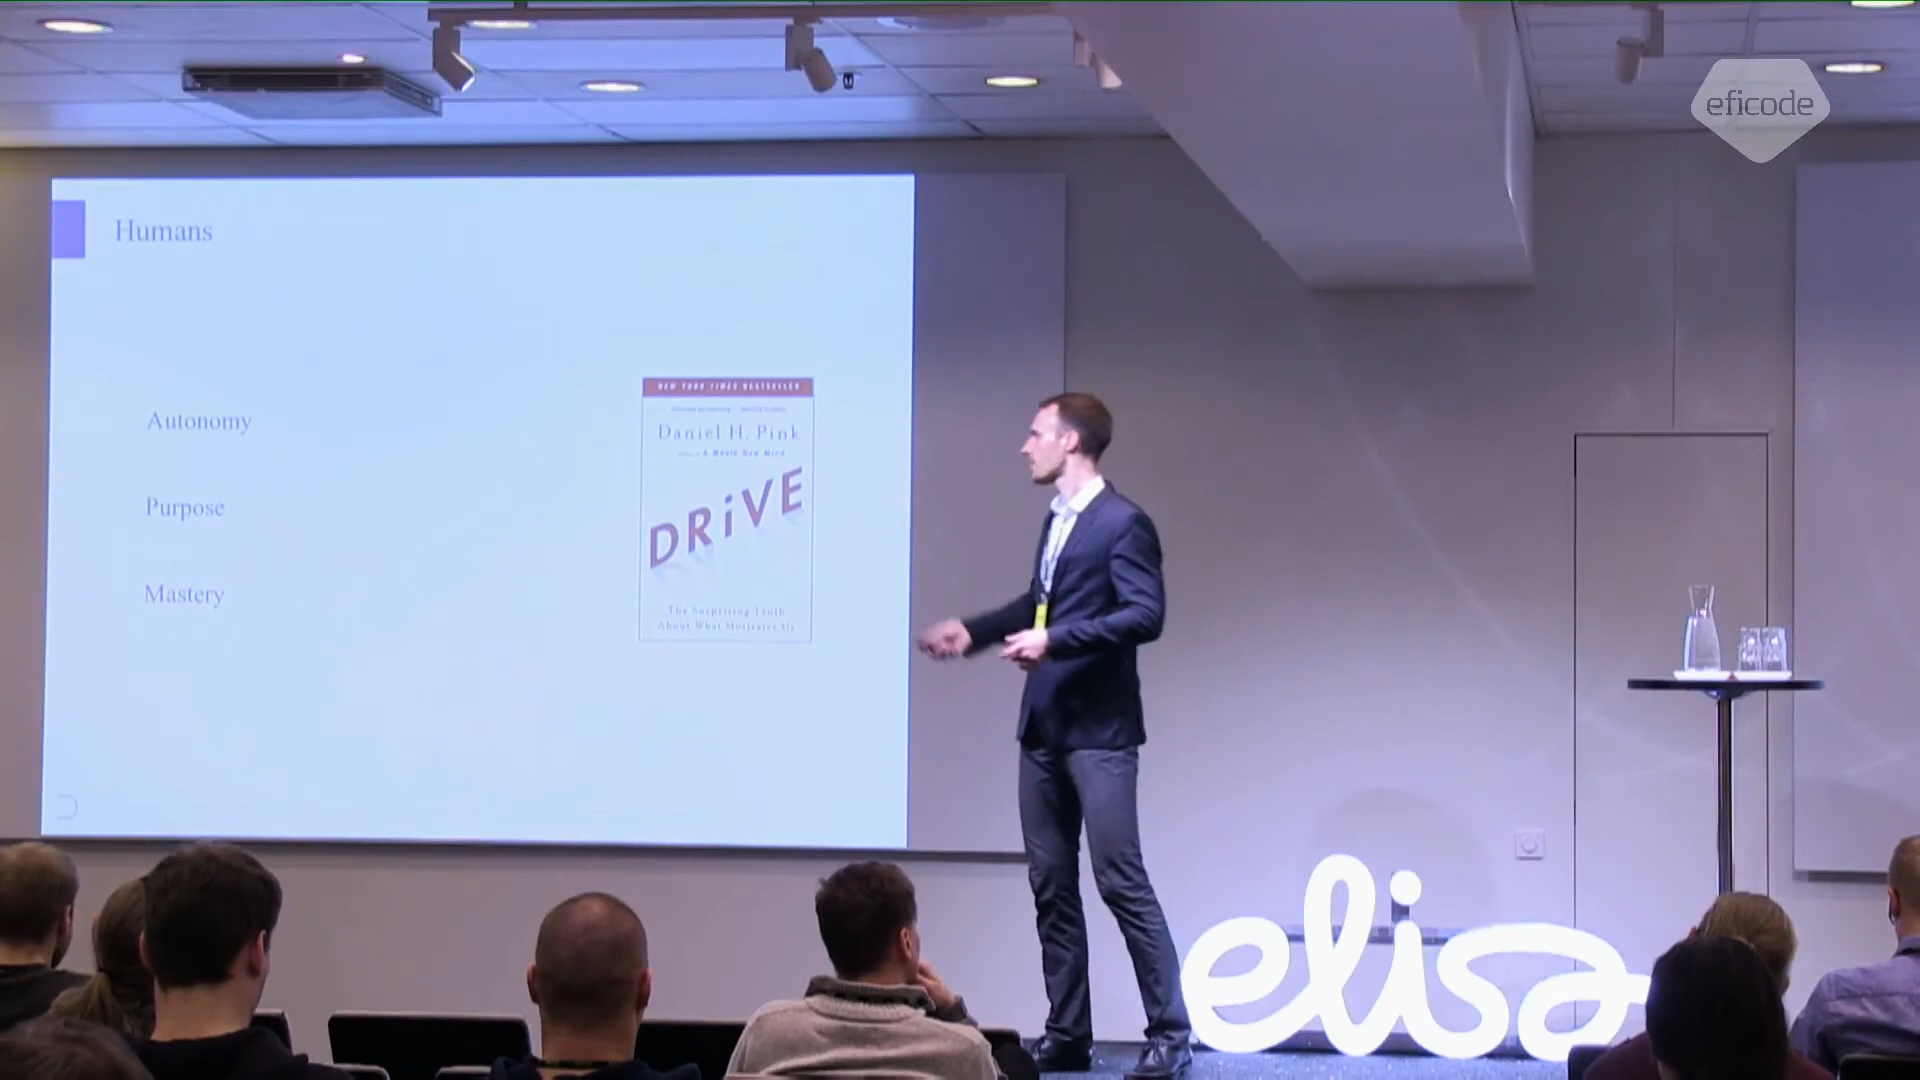 eficode
Humans
Autonomy
Purpose
Mastery
NEW YORK TIMES BESTSELLER
Daniel H. Pink
A Whole New Mind
DRiVE
The Surprising Truth
About What Motivates Us
elisa